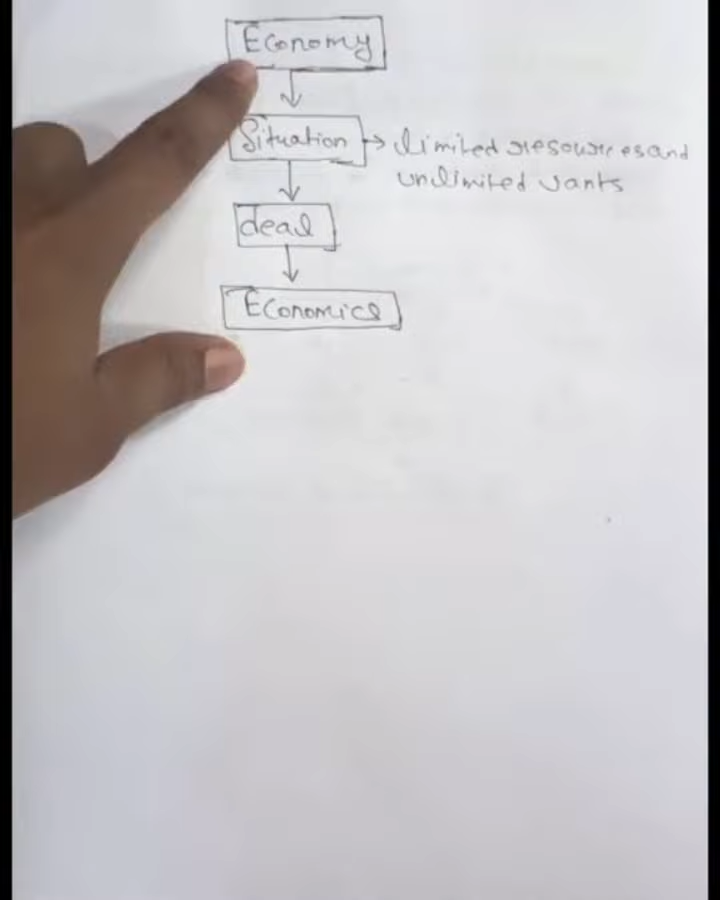 Economy
Situation → limited resources and
unlimited wants
deal
Economics